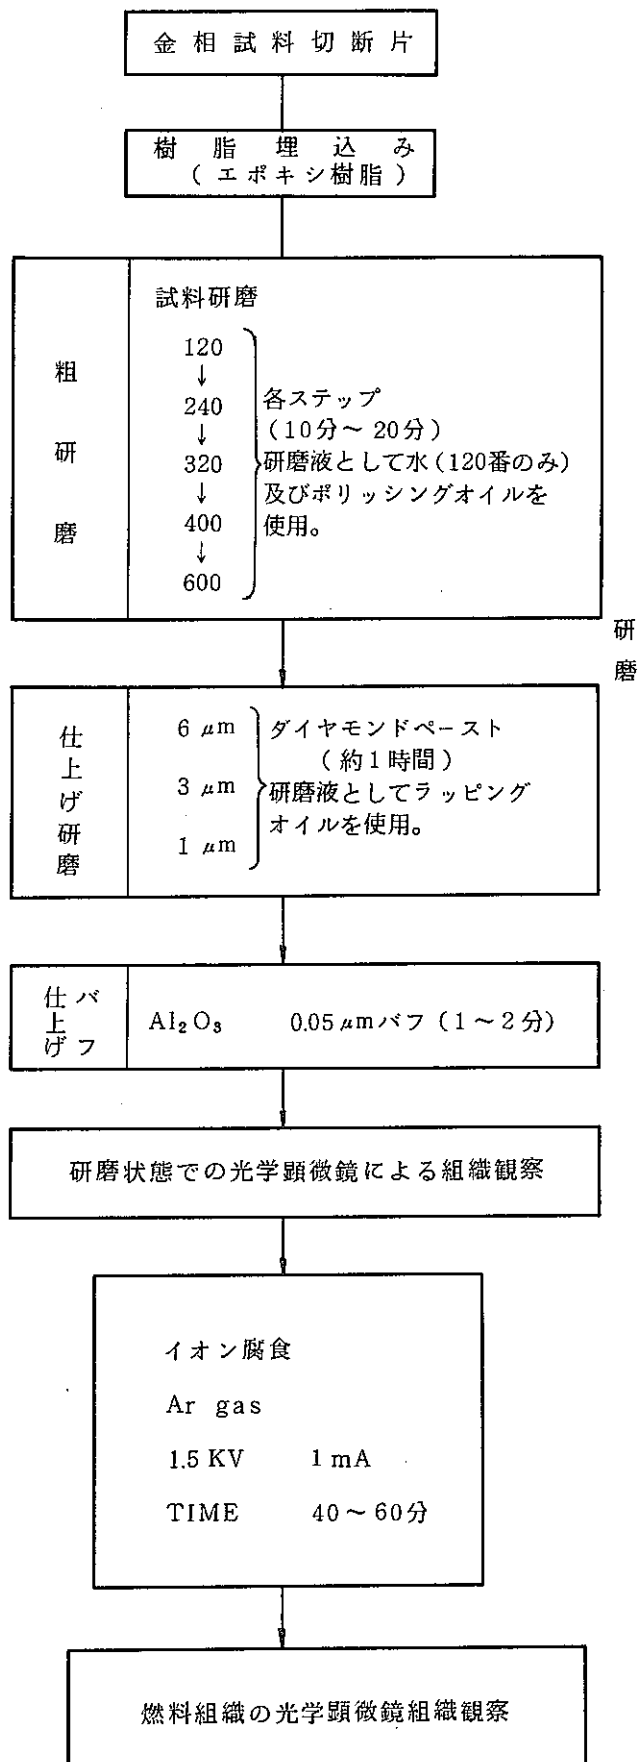 金相試料切断片
樹脂埋込み
(エポキシ樹脂)
粗研磨
試料研磨
120
↓
240
↓
320
↓
400
↓
600
各ステップ
(10分～20分)
研磨液として水(120番のみ)
及びポリッシングオイルを
使用。
研磨
仕上げ研磨
6 μm
3 μm
1 μm
ダイヤモンドペースト
(約1時間)
研磨液としてラッピング
オイルを使用。
バフ
仕上げ
Al₂O₃ 0.05μmバフ(1～2分)
研磨状態での光学顕微鏡による組織観察
イオン腐食
Ar gas
1.5 KV 1 mA
TIME 40～60分
燃料組織の光学顕微鏡組織観察